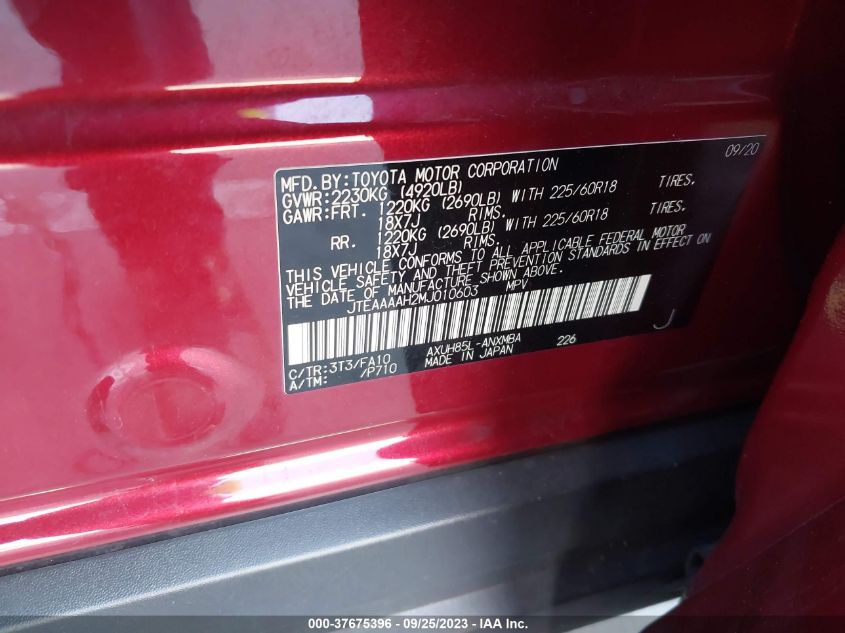 09/20
MFD.BY:TOYOTA MOTOR CORPORATION
GVWR:2230KG (4920LB)
GAWR:FRT. 1220KG (2690LB) WITH 225/60R18 TIRES.
18X7J RIMS.
RR. 1220KG (2690LB) WITH 225/60R18 TIRES.
18X7J RIMS.
THIS VEHICLE CONFORMS TO ALL APPLICABLE FEDERAL MOTOR
VEHICLE SAFETY AND THEFT PREVENTION STANDARDS IN EFFECT ON
THE DATE OF MANUFACTURE SHOWN ABOVE.
JTEAAAAH2MJ010603 MPV
J
C/TR:3T3/FA10 AXUH85L-ANXMBA 226
A/TM: /P710 MADE IN JAPAN
000-37675396 - 09/25/2023 - IAAI.com